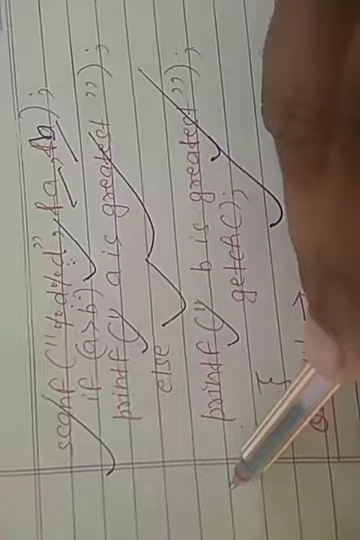 scanf ("%d%d", &a, &b);
if (a>b)
printf (" a is greatest ");
else
printf (" b is greatest ");
getch();
}